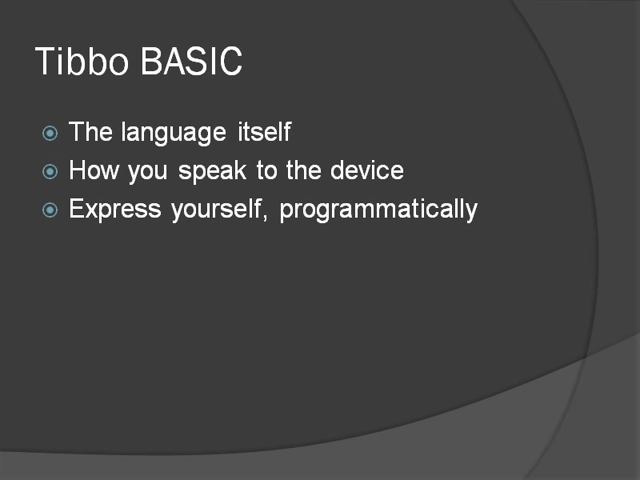 Tibbo BASIC
The language itself
How you speak to the device
Express yourself, programmatically